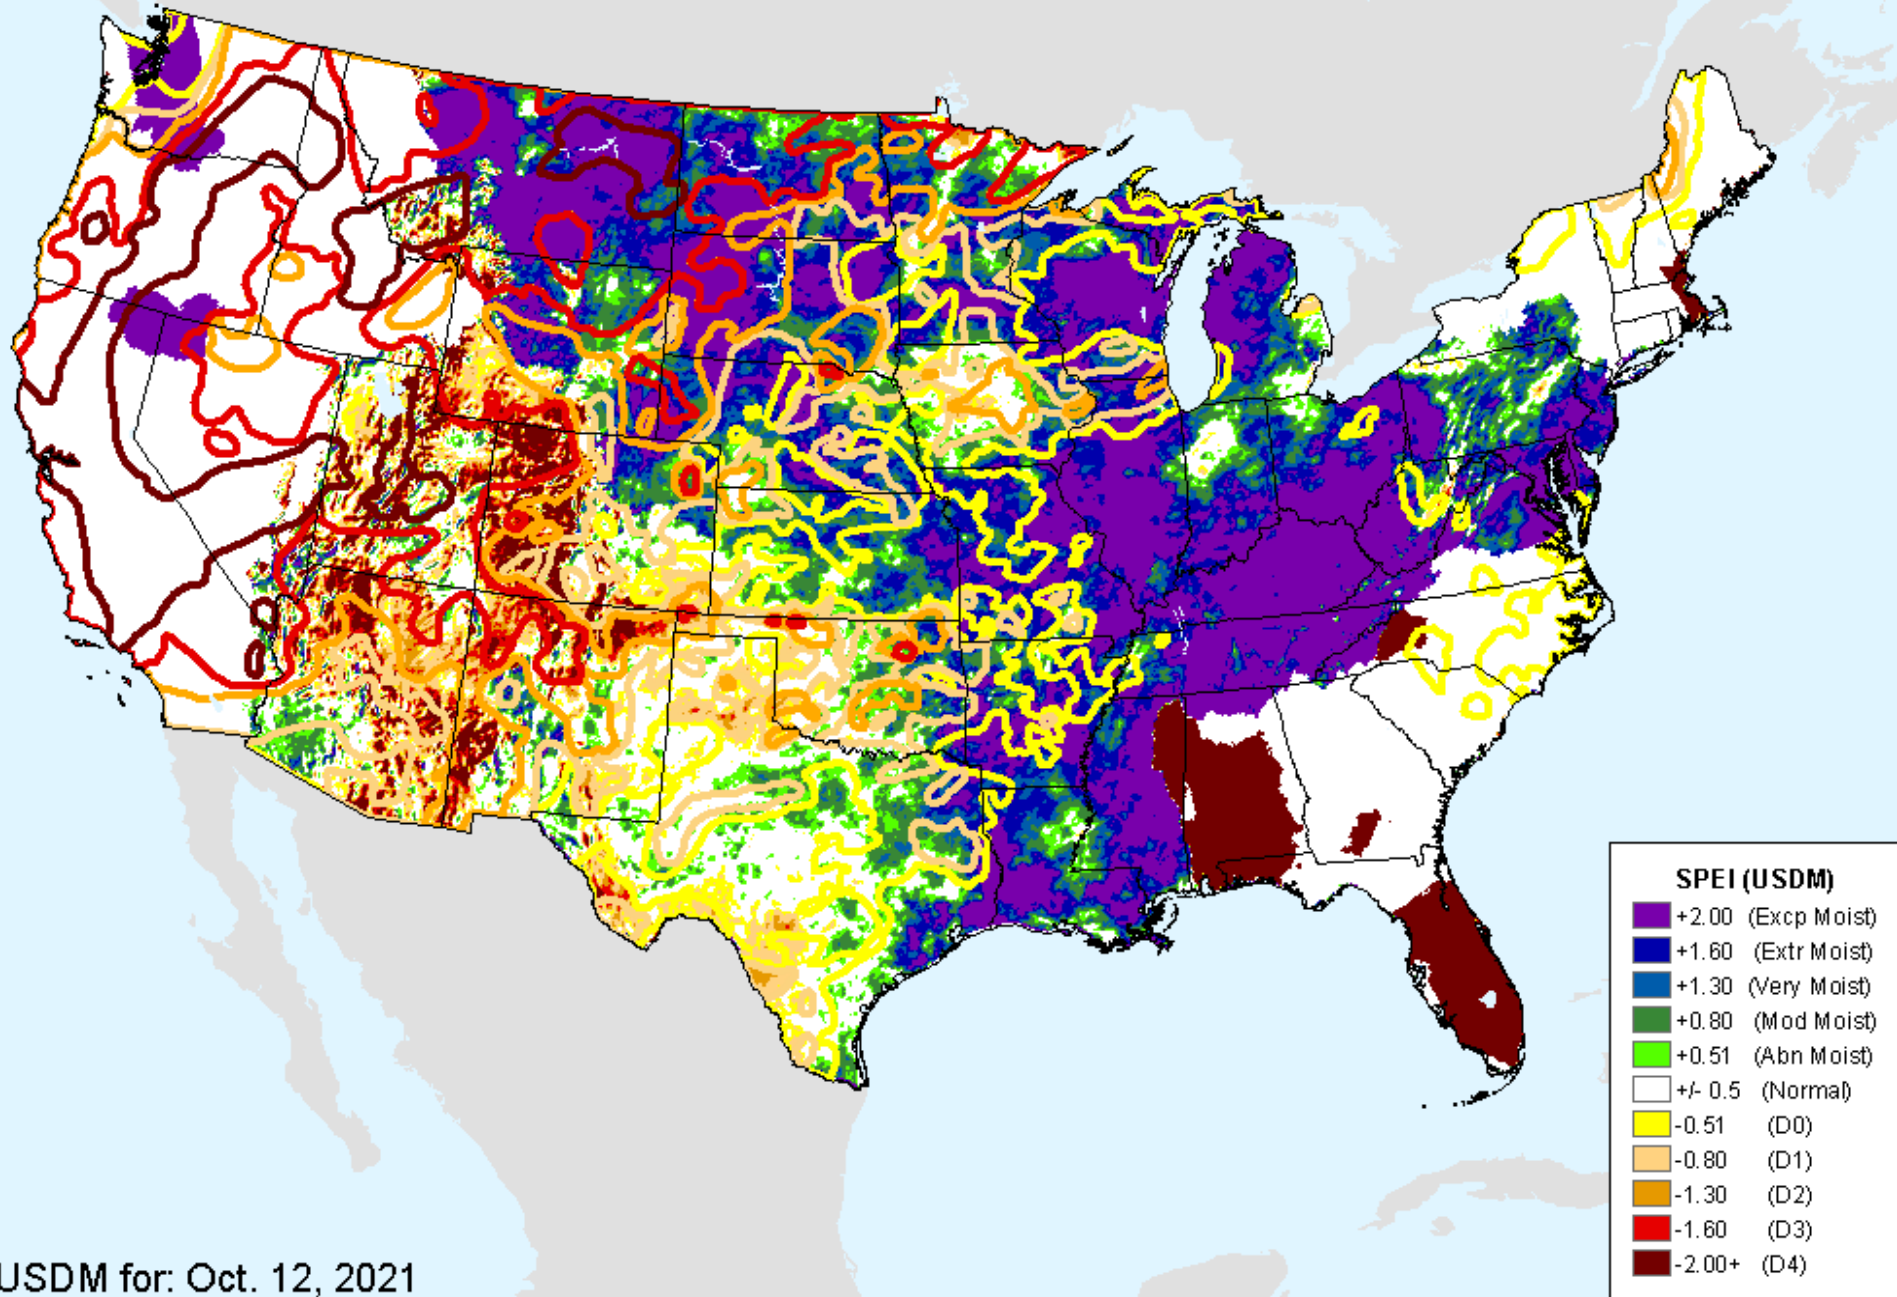 SPEI (USDM)
+2.00 (Excp Moist)
+1.60 (Extr Moist)
+1.30 (Very Moist)
+0.80 (Mod Moist)
+0.51 (Abn Moist)
+/- 0.5 (Normal)
-0.51 (D0)
-0.80 (D1)
-1.30 (D2)
-1.60 (D3)
-2.00+ (D4)
USDM for: Oct. 12, 2021